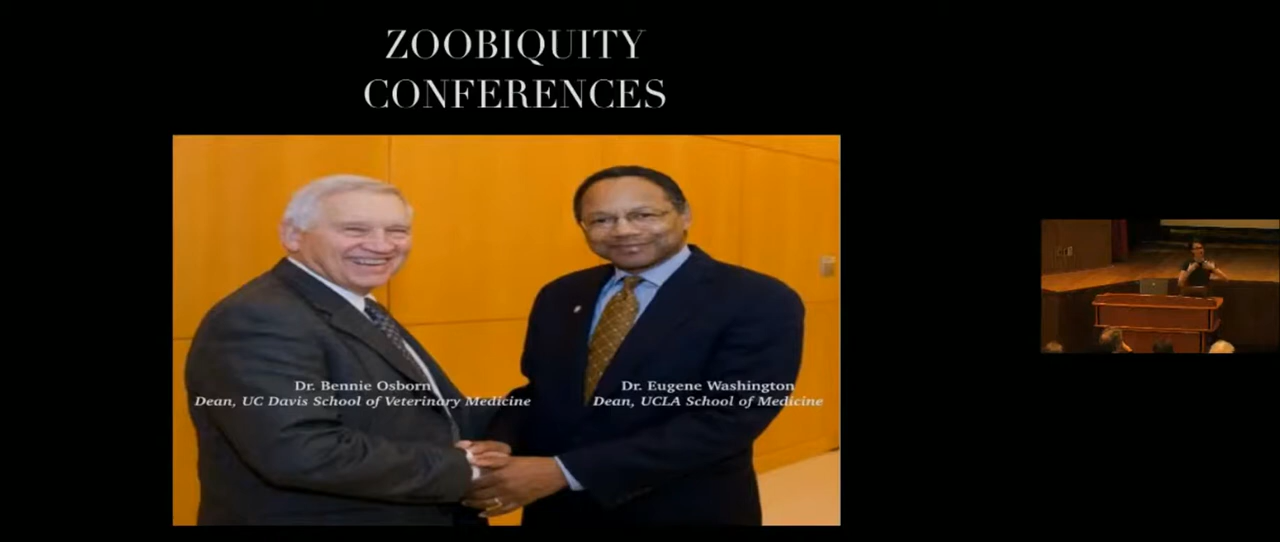 ZOOBIQUITY
CONFERENCES
Dr. Bennie Osborn
Dean, UC Davis School of Veterinary Medicine
Dr. Eugene Washington
Dean, UCLA School of Medicine